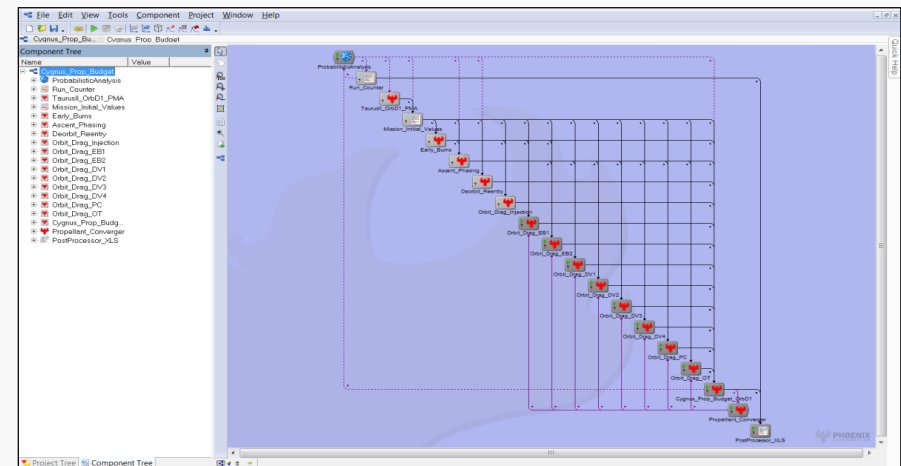 File Edit View Tools Component Project Window Help
Cygnus_Prop_Bu... Cygnus_Prop_Budget
Component Tree
Name Value
Cygnus_Prop_Budget
ProbabilisticAnalysis
Run_Counter
TaurusII_OrbD1_PMA
Mission_Initial_Values
Early_Burns
Ascent_Phasing
Deorbit_Reentry
Orbit_Drag_Injection
Orbit_Drag_EB1
Orbit_Drag_EB2
Orbit_Drag_DV1
Orbit_Drag_DV2
Orbit_Drag_DV3
Orbit_Drag_DV4
Orbit_Drag_PC
Orbit_Drag_OT
Cygnus_Prop_Budg...
Propellant_Converger
PostProcessor_XLS
Project Tree Component Tree
ProbabilisticAnalysis
Run_Counter
TaurusII_OrbD1_PMA
Mission_Initial_Values
Early_Burns
Ascent_Phasing
Deorbit_Reentry
Orbit_Drag_Injection
Orbit_Drag_EB1
Orbit_Drag_EB2
Orbit_Drag_DV1
Orbit_Drag_DV2
Orbit_Drag_DV3
Orbit_Drag_DV4
Orbit_Drag_PC
Orbit_Drag_OT
Cygnus_Prop_Budget_OrbD1
Propellant_Converger
PostProcessor_XLS
PHOENIX
Quick Help